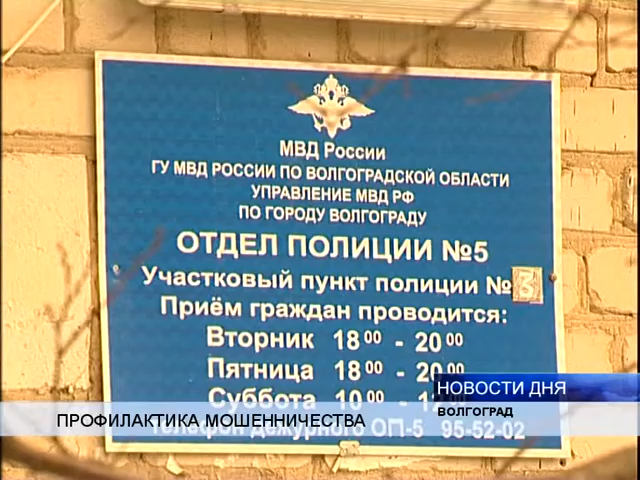 МВД России
ГУ МВД РОССИИ ПО ВОЛГОГРАДСКОЙ ОБЛАСТИ
УПРАВЛЕНИЕ МВД РФ
ПО ГОРОДУ ВОЛГОГРАДУ
ОТДЕЛ ПОЛИЦИИ №5
Участковый пункт полиции №3
Приём граждан проводится:
Вторник 18 00 - 20 00
Пятница 18 00 - 20 00
Суббота 10 00 -
Телефон дежурного ОП-5 95-52-02
НОВОСТИ ДНЯ
ВОЛГОГРАД
ПРОФИЛАКТИКА МОШЕННИЧЕСТВА